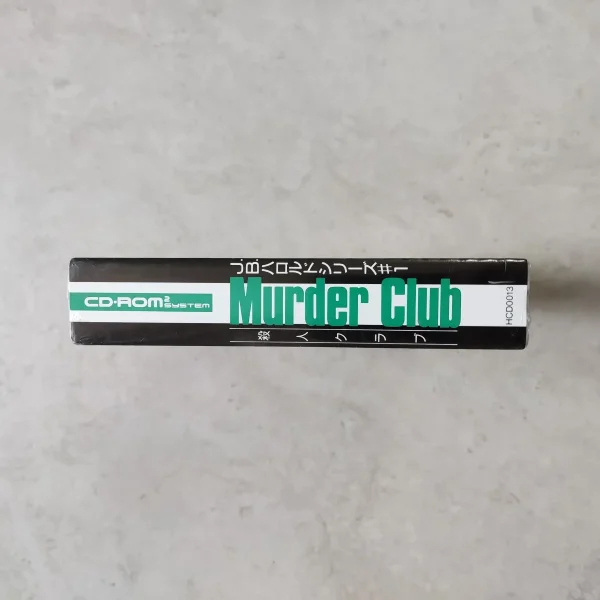 CD-ROM² SYSTEM
J.B.ハロルドシリーズ#1
Murder Club
殺人クラブ
HCD0013